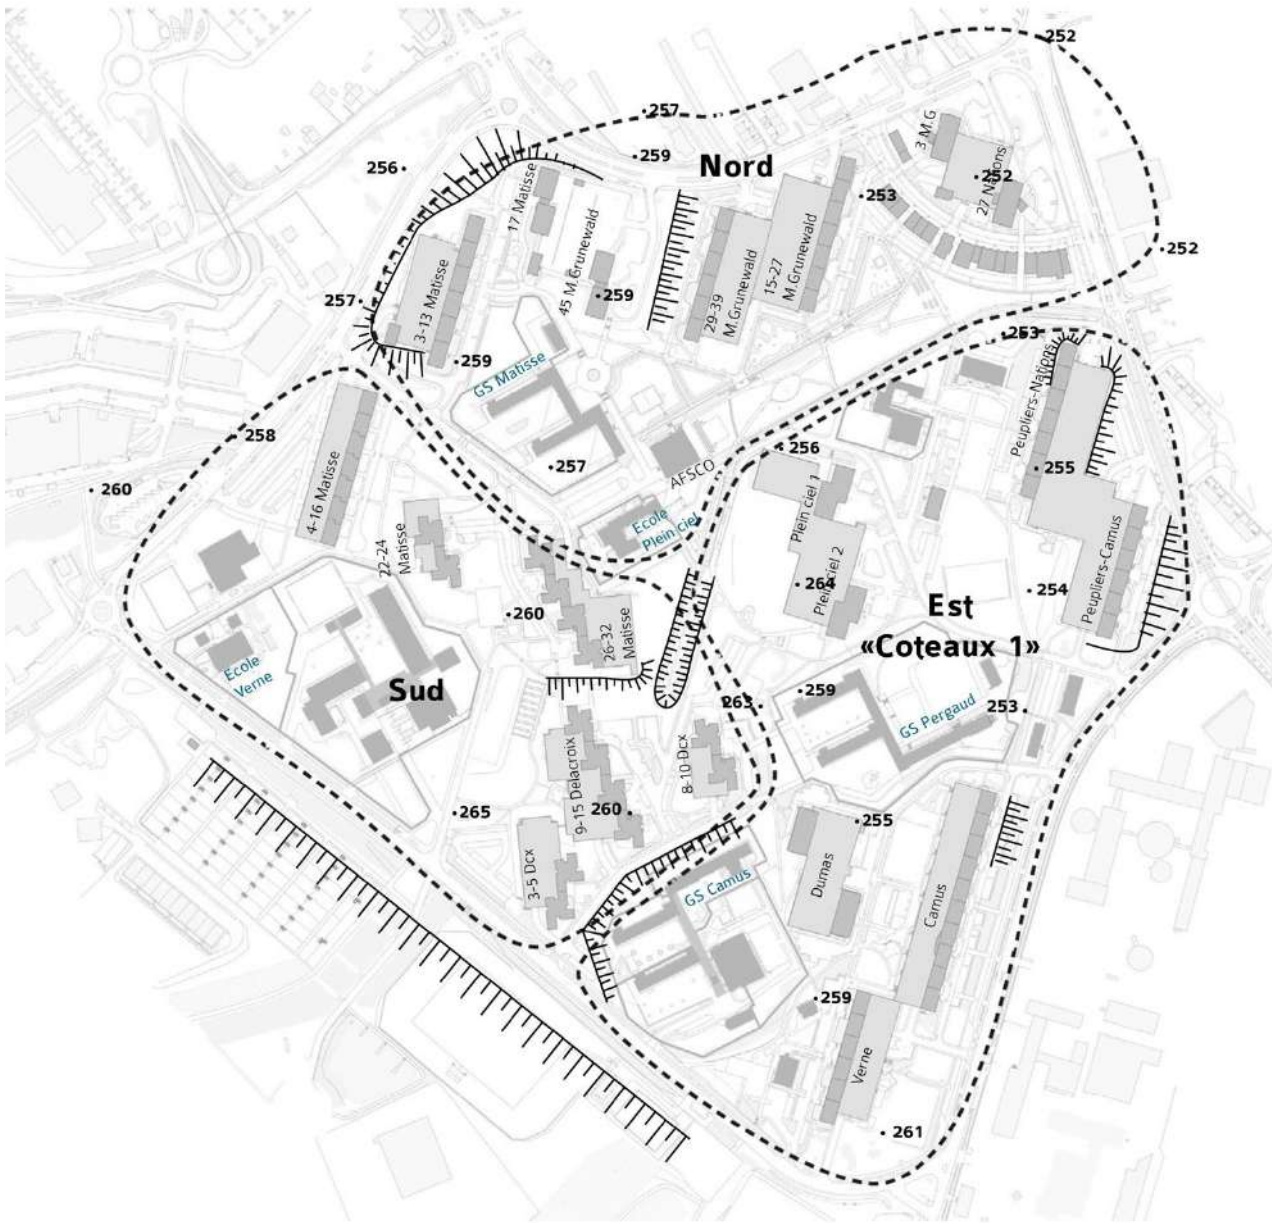 252
257
3 M.G
259
256
Nord
252
27 Nations
253
17 Matisse
45 M.Grunewald
15-27
M.Grunewald
29-39
M.Grunewald
252
3-13 Matisse
257
259
253
259
GS Matisse
Peupliers-Nations
258
256
257
AFSCO
255
260
4-16 Matisse
Plein ciel 1
Ecole
Plein ciel
22-24
Matisse
Plein ciel 2
264
254
Peupliers-Camus
260
Est
«Coteaux 1»
26-32
Matisse
Ecole
Verne
Sud
259
263
GS Pergaud
253
8-10 Dcx
9-15 Delacroix
265
260
255
3-5 Dcx
GS Camus
Dumas
Camus
259
Verne
261